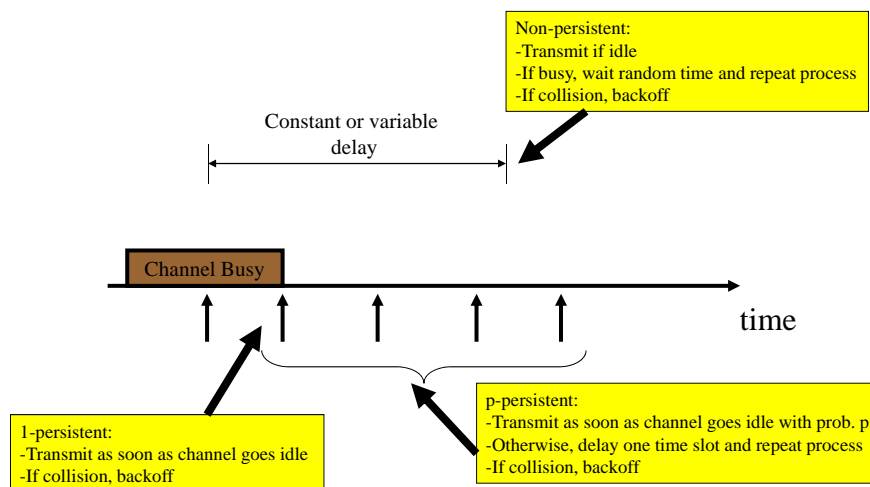 Non-persistent:
-Transmit if idle
-If busy, wait random time and repeat process
-If collision, backoff
Constant or variable
delay
Channel Busy
time
1-persistent:
-Transmit as soon as channel goes idle
-If collision, backoff
p-persistent:
-Transmit as soon as channel goes idle with prob. p
-Otherwise, delay one time slot and repeat process
-If collision, backoff